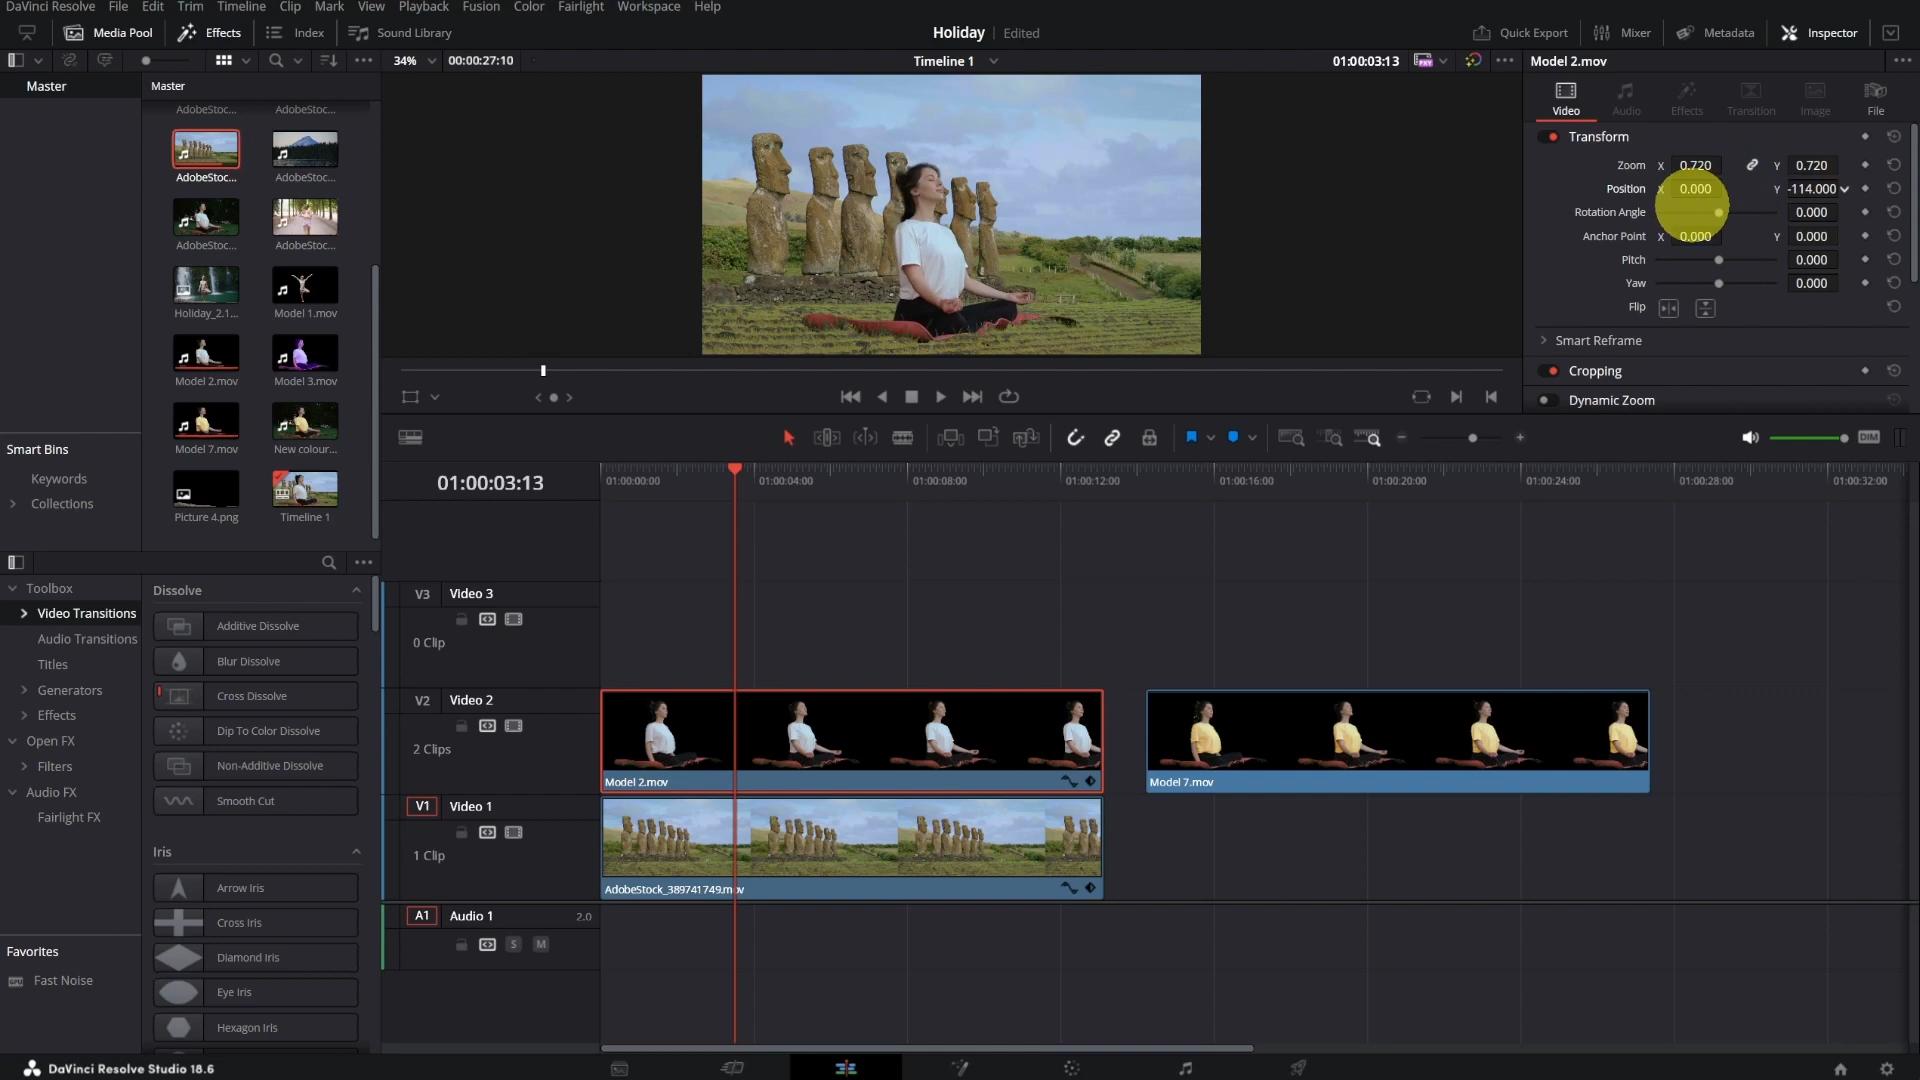 DaVinci Resolve File Edit Trim Timeline Clip Mark View Playback Fusion Color Fairlight Workspace Help
Media Pool Effects Index Sound Library Holiday Edited Quick Export Mixer Metadata Inspector
34% 00:00:27:10 Timeline 1 01:00:03:13 Model 2.mov
Master Master
AdobeStoc... AdobeStoc...
AdobeStoc... AdobeStoc...
AdobeStoc... AdobeStoc...
Holiday_2.1... Model 1.mov
Model 2.mov Model 3.mov
Model 7.mov New colour...
Picture 4.png Timeline 1
Smart Bins
Keywords
Collections
Video Audio Effects Transition Image File
Transform
Zoom X 0.720 Y 0.720
Position X 0.000 Y -114.000
Rotation Angle 0.000
Anchor Point X 0.000 Y 0.000
Pitch 0.000
Yaw 0.000
Flip
Smart Reframe
Cropping
Dynamic Zoom
DIM
01:00:03:13 01:00:00:00 01:00:04:00 01:00:08:00 01:00:12:00 01:00:16:00 01:00:20:00 01:00:24:00 01:00:28:00 01:00:32:00
Toolbox
Video Transitions
Audio Transitions
Titles
Generators
Effects
Open FX
Filters
Audio FX
Fairlight FX
Favorites
Fast Noise
Dissolve
Additive Dissolve
Blur Dissolve
Cross Dissolve
Dip To Color Dissolve
Non-Additive Dissolve
Smooth Cut
Iris
Arrow Iris
Cross Iris
Diamond Iris
Eye Iris
Hexagon Iris
V3 Video 3
0 Clip
V2 Video 2
2 Clips
Model 2.mov Model 7.mov
V1 Video 1
1 Clip
AdobeStock_389741749.mov
A1 Audio 1 2.0
S M
DaVinci Resolve Studio 18.6